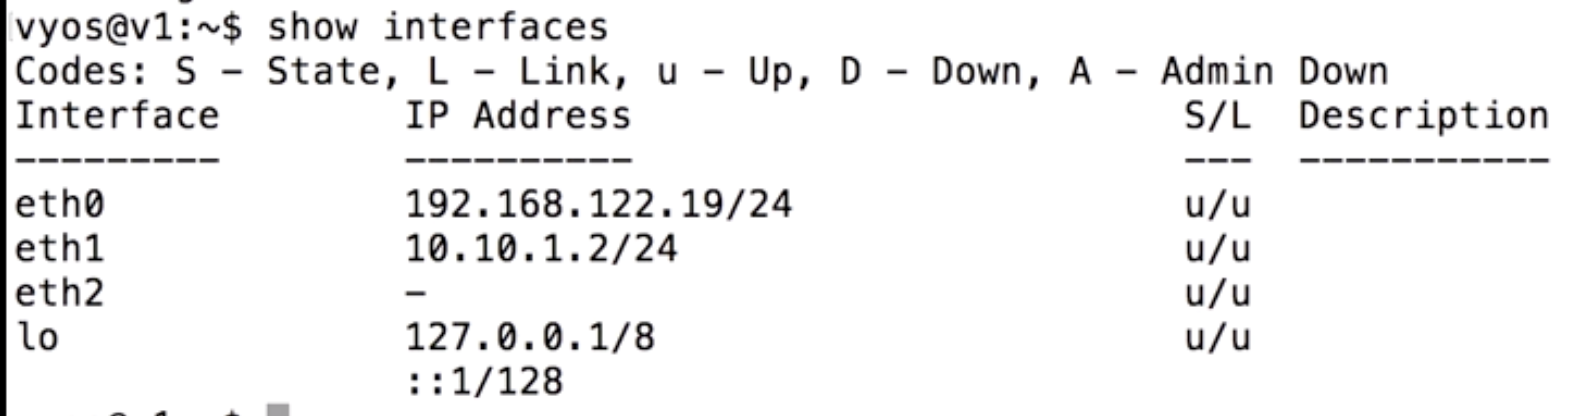 vyos@v1:~$ show interfaces
Codes: S - State, L - Link, u - Up, D - Down, A - Admin Down
Interface        IP Address                        S/L  Description
---------        ----------                        ---  -----------
eth0             192.168.122.19/24                 u/u
eth1             10.10.1.2/24                      u/u
eth2             -                                 u/u
lo               127.0.0.1/8                       u/u
                 ::1/128